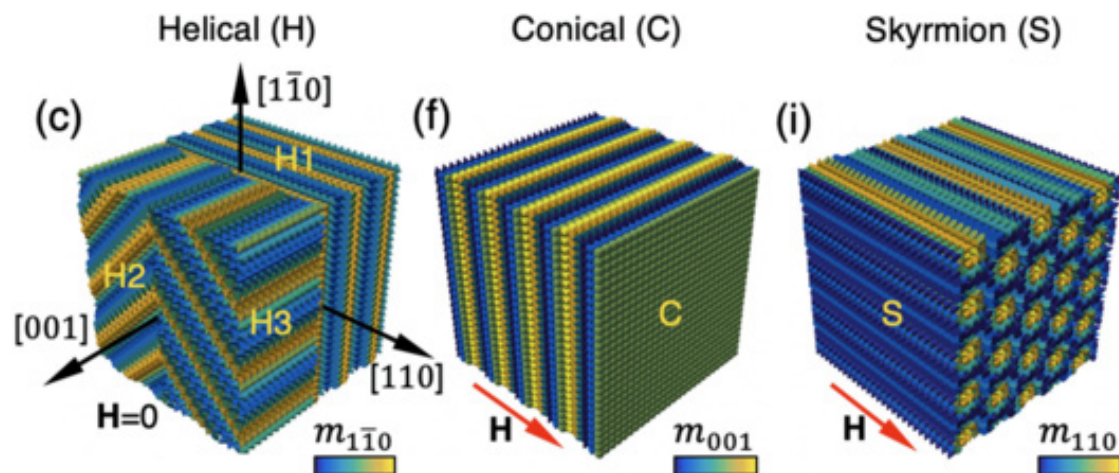 Helical (H) Conical (C) Skyrmion (S)
(c) [11̅0] (f) (i)
H1
H2
H3 C S
[001]
[110]
H=0 H H
m11̅0 m001 m110